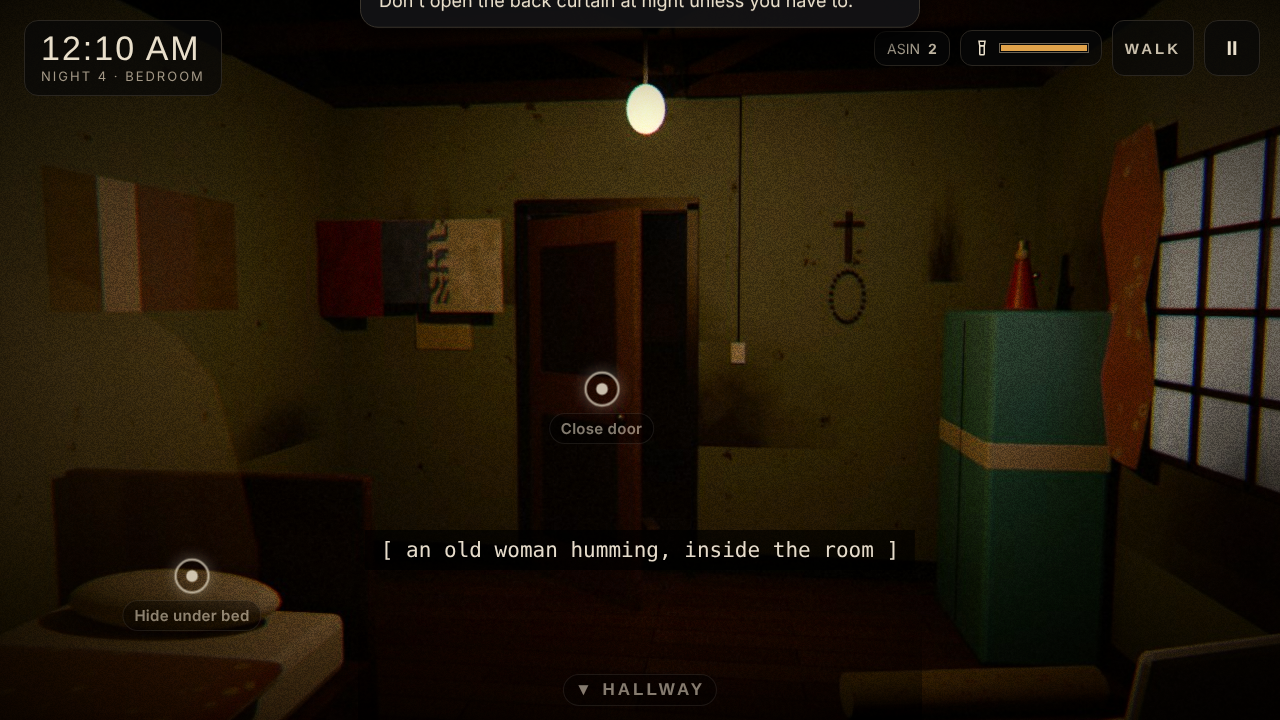 Don't open the back curtain at night unless you have to.
12:10 AM
NIGHT 4 · BEDROOM
ASIN 2
WALK
Close door
[ an old woman humming, inside the room ]
Hide under bed
▼ HALLWAY